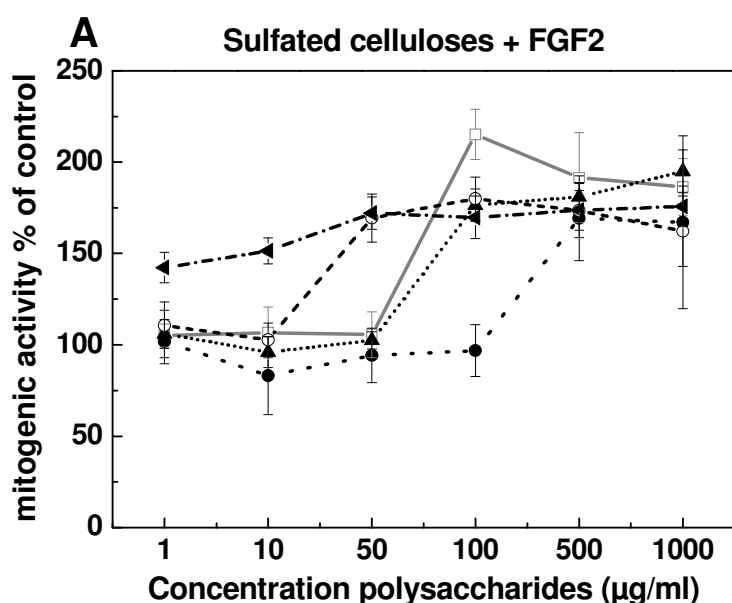 A
Sulfated celluloses + FGF2
mitogenic activity % of control
250
200
150
100
50
0
1 10 50 100 500 1000
Concentration polysaccharides (µg/ml)